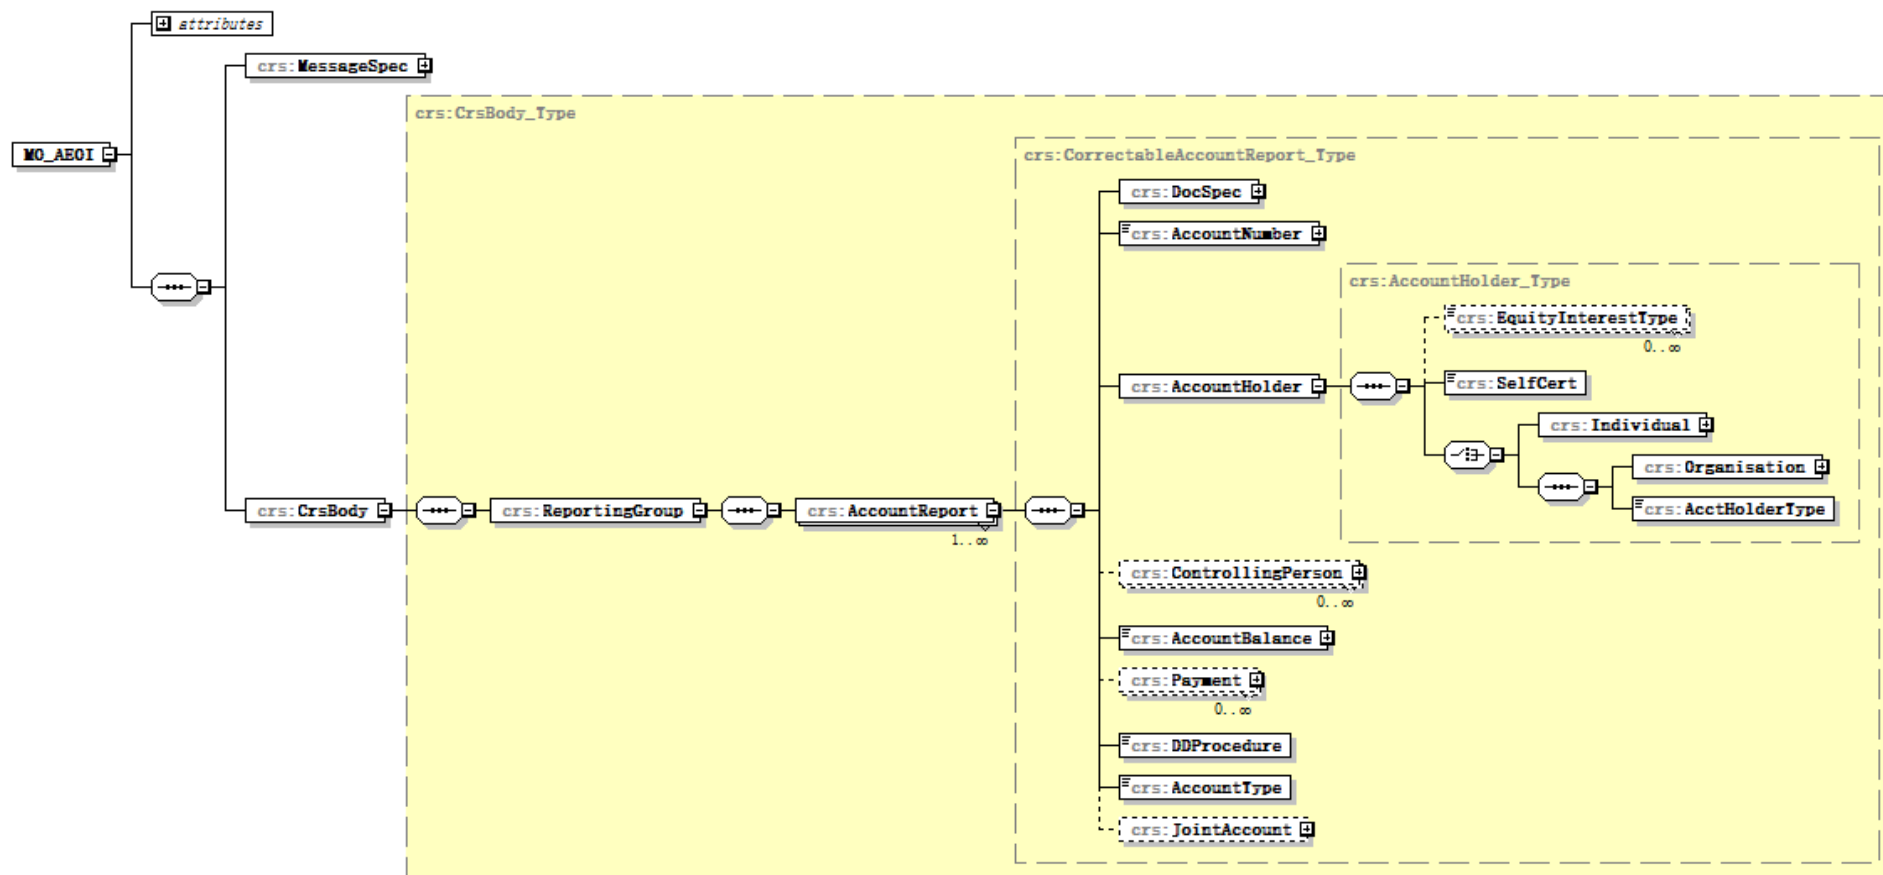 attributes
crs:MessageSpec
crs:CrsBody_Type
MO_AEOI
crs:CorrectableAccountReport_Type
crs:DocSpec
crs:AccountNumber
crs:AccountHolder_Type
crs:EquityInterestType
0..∞
crs:AccountHolder
crs:SelfCert
crs:Individual
crs:Organisation
crs:AcctHolderType
crs:CrsBody
crs:ReportingGroup
crs:AccountReport
1..∞
crs:ControllingPerson
0..∞
crs:AccountBalance
crs:Payment
0..∞
crs:DDProcedure
crs:AccountType
crs:JointAccount